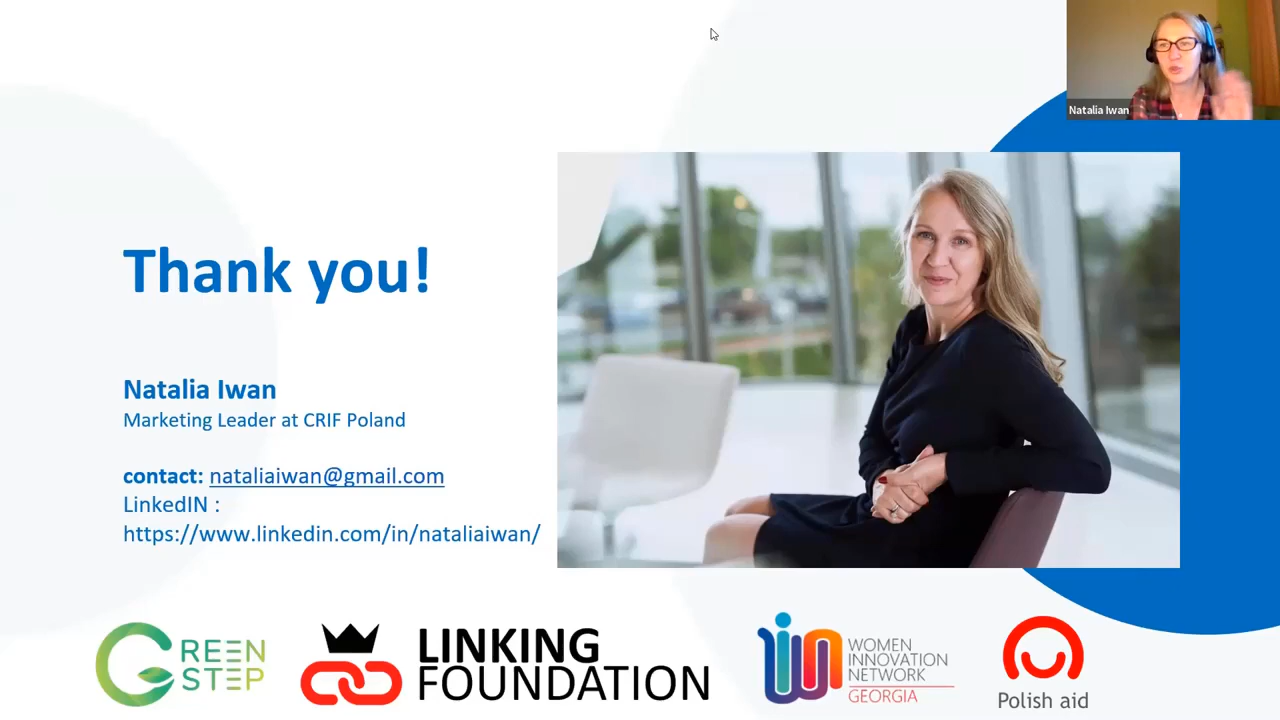 Natalia Iwan
Thank you!
Natalia Iwan
Marketing Leader at CRIF Poland
contact: nataliaiwan@gmail.com
LinkedIN :
https://www.linkedin.com/in/nataliaiwan/
GREEN
STEP
LINKING
FOUNDATION
win
WOMEN
INNOVATION
NETWORK
GEORGIA
Polish aid